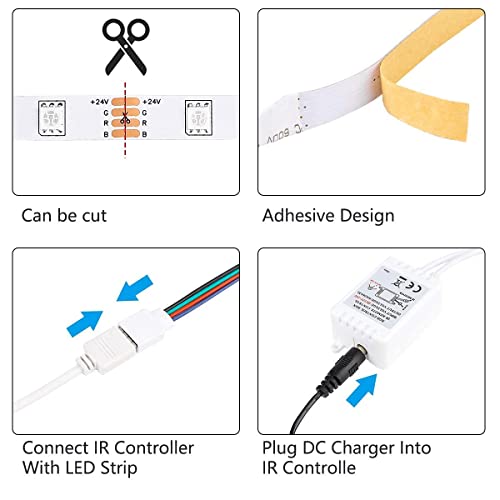 +24V +24V
G G
R R
B B
Can be cut
Adhesive Design
Connect IR Controller
With LED Strip
Plug DC Charger Into
IR Controlle